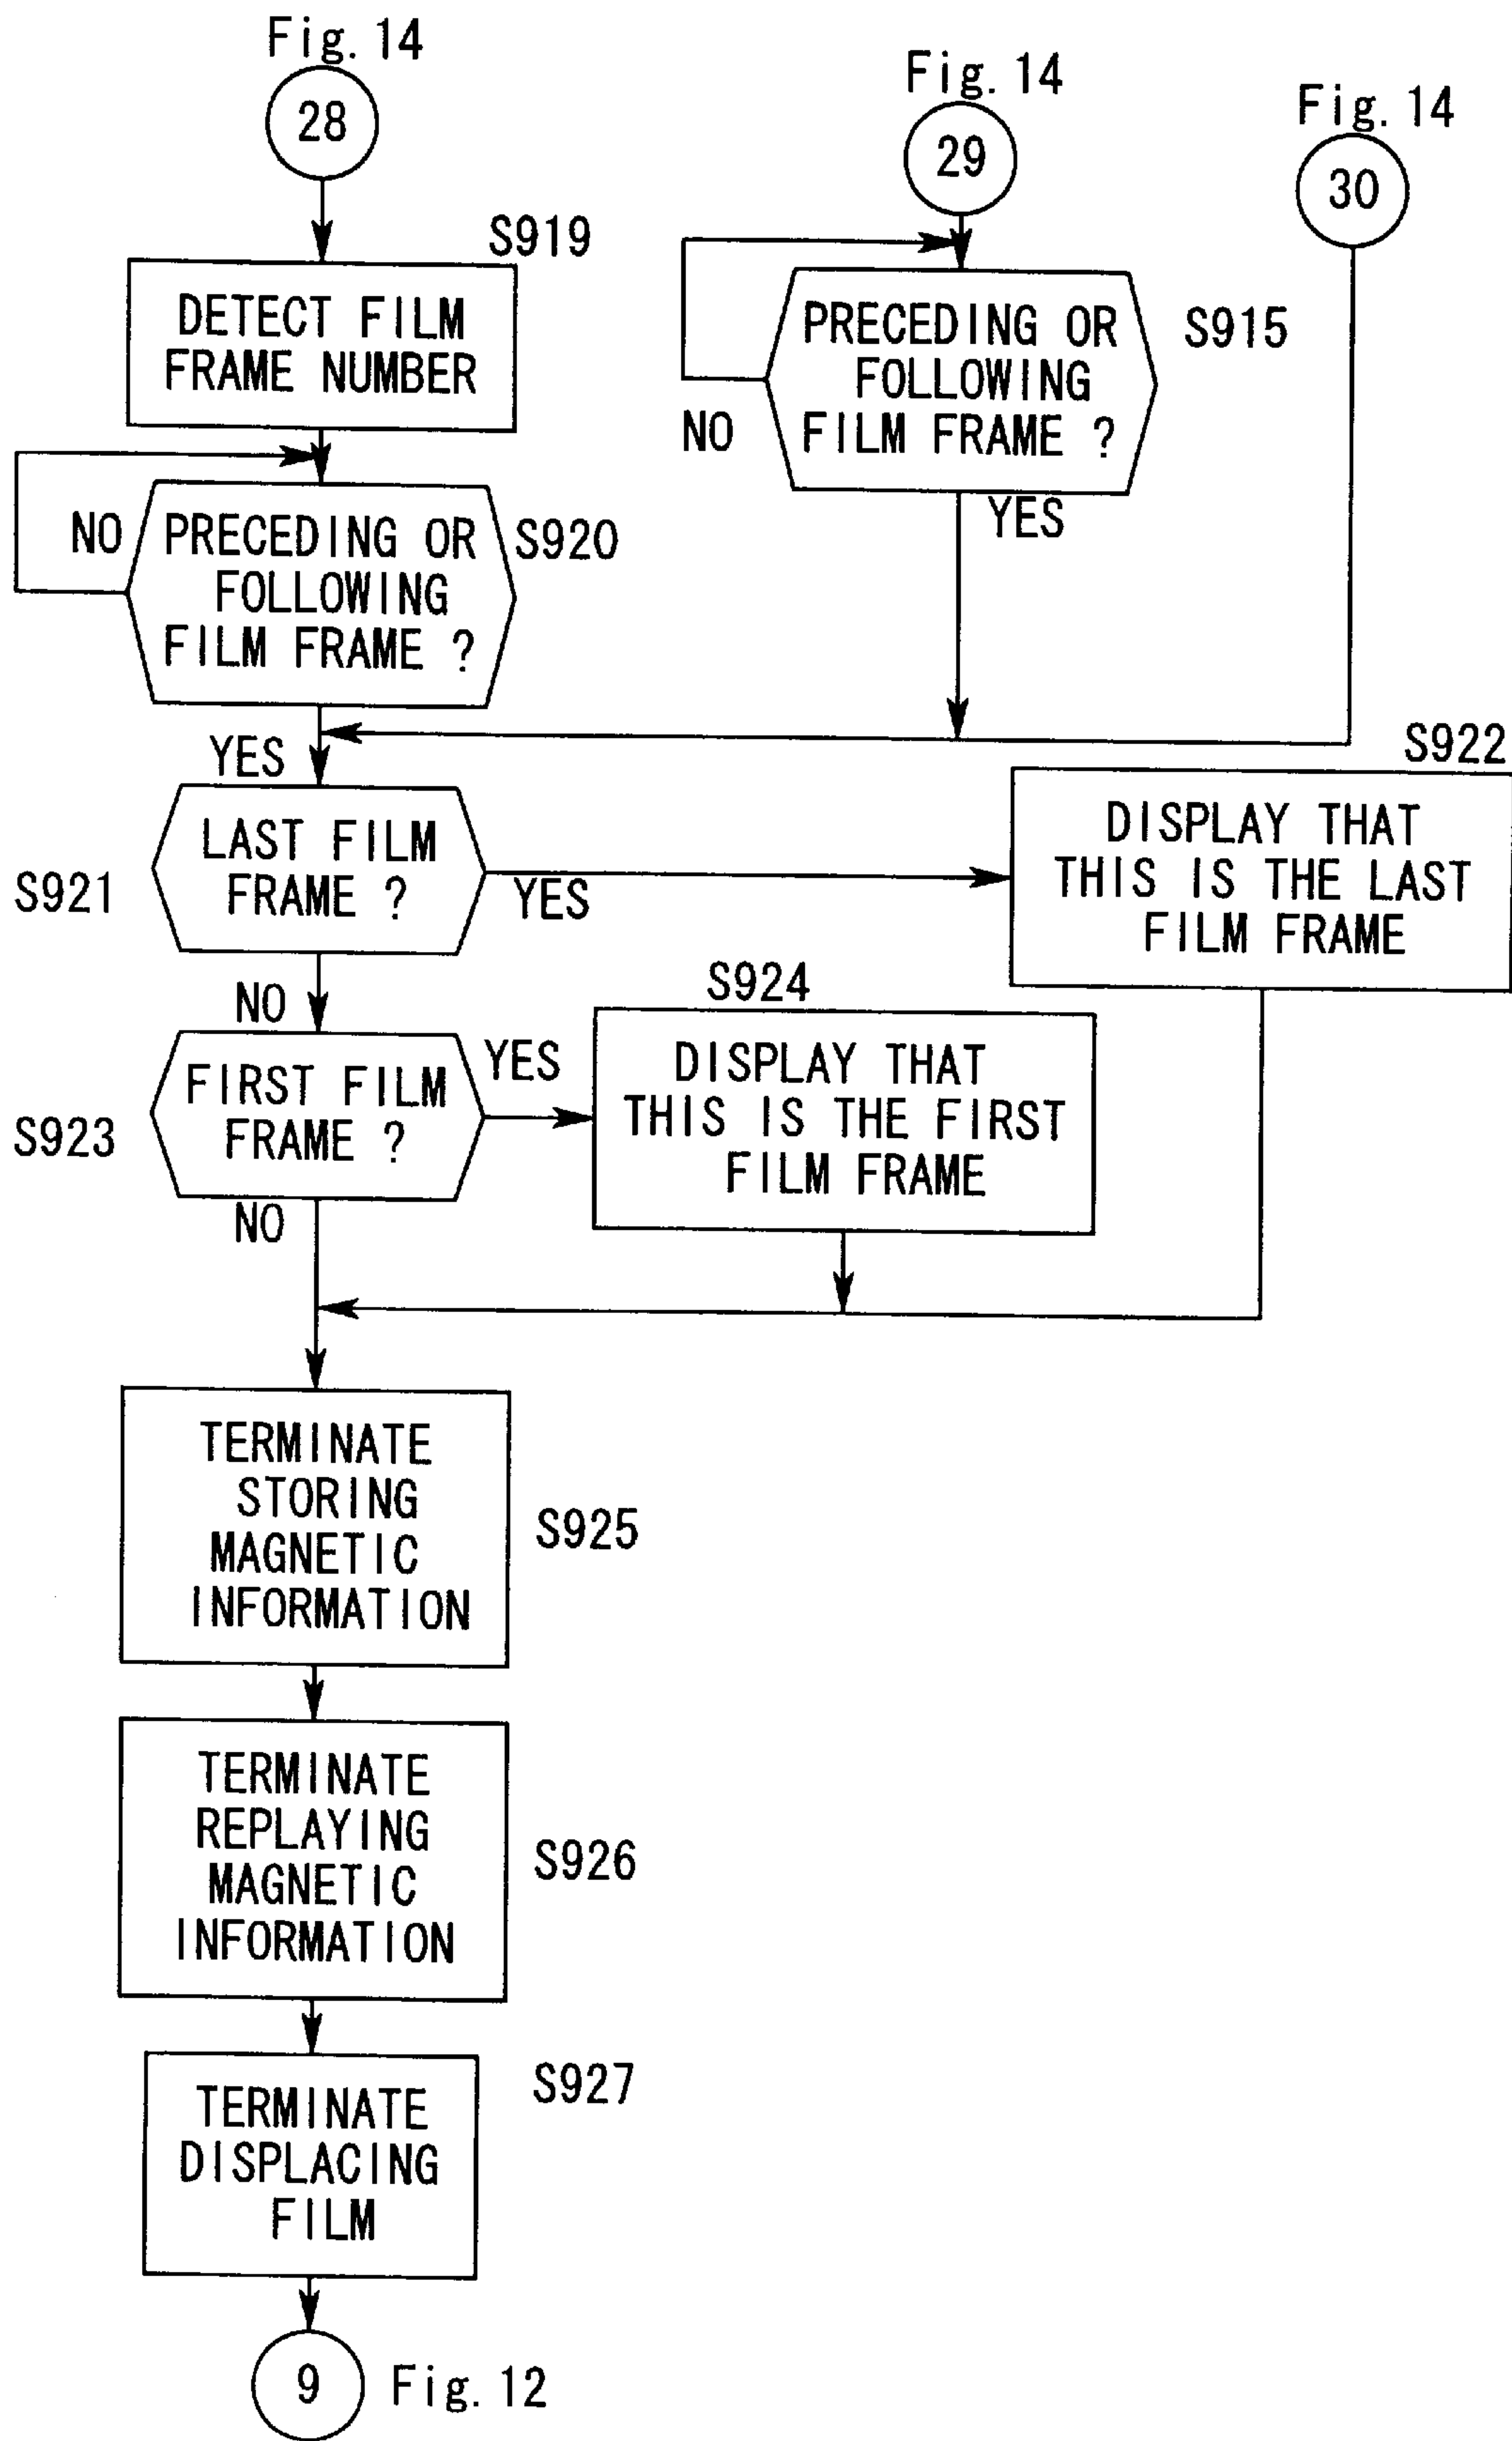 Fig. 14
28
Fig. 14
29
Fig. 14
30
S919
DETECT FILM
FRAME NUMBER
PRECEDING OR
FOLLOWING
FILM FRAME ?
S915
NO
YES
NO
PRECEDING OR
FOLLOWING
FILM FRAME ?
S920
YES
LAST FILM
FRAME ?
S921
YES
S922
DISPLAY THAT
THIS IS THE LAST
FILM FRAME
NO
FIRST FILM
FRAME ?
S923
YES
S924
DISPLAY THAT
THIS IS THE FIRST
FILM FRAME
NO
TERMINATE
STORING
MAGNETIC
INFORMATION
S925
TERMINATE
REPLAYING
MAGNETIC
INFORMATION
S926
TERMINATE
DISPLACING
FILM
S927
9
Fig. 12